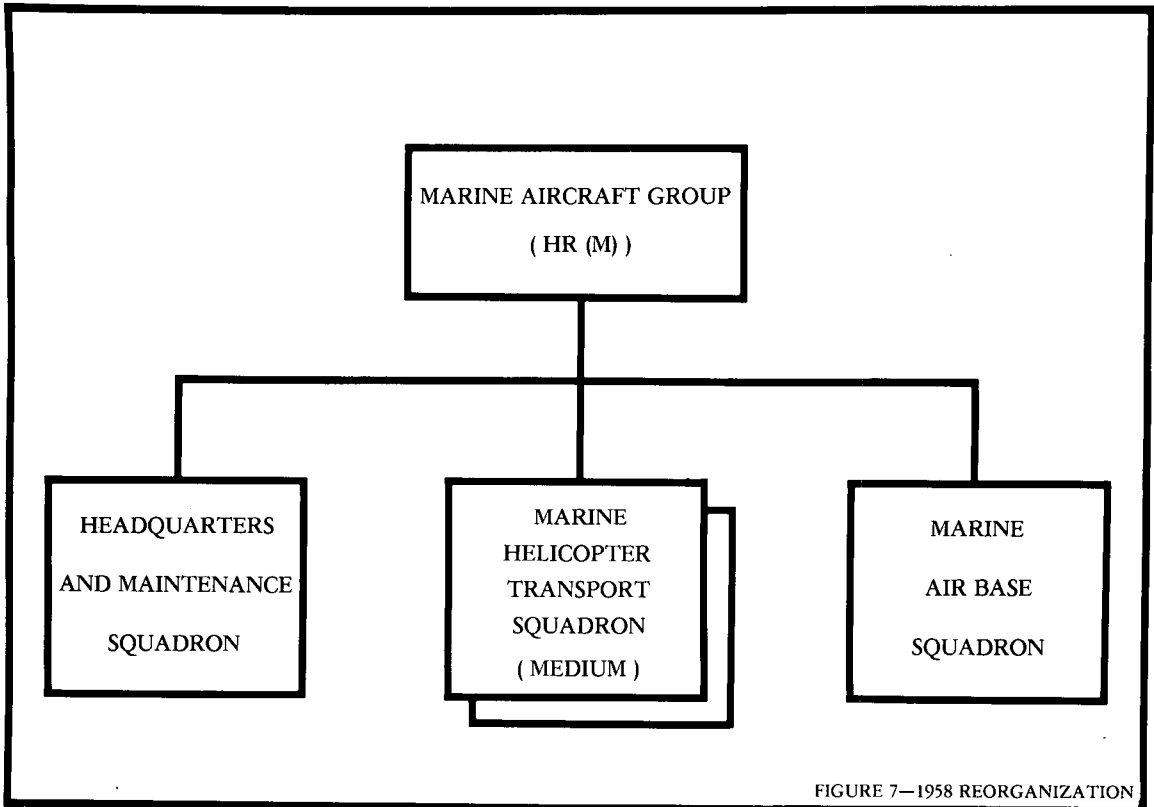 MARINE AIRCRAFT GROUP
( HR (M) )
HEADQUARTERS
AND MAINTENANCE
SQUADRON
MARINE
HELICOPTER
TRANSPORT
SQUADRON
( MEDIUM )
MARINE
AIR BASE
SQUADRON
FIGURE 7—1958 REORGANIZATION